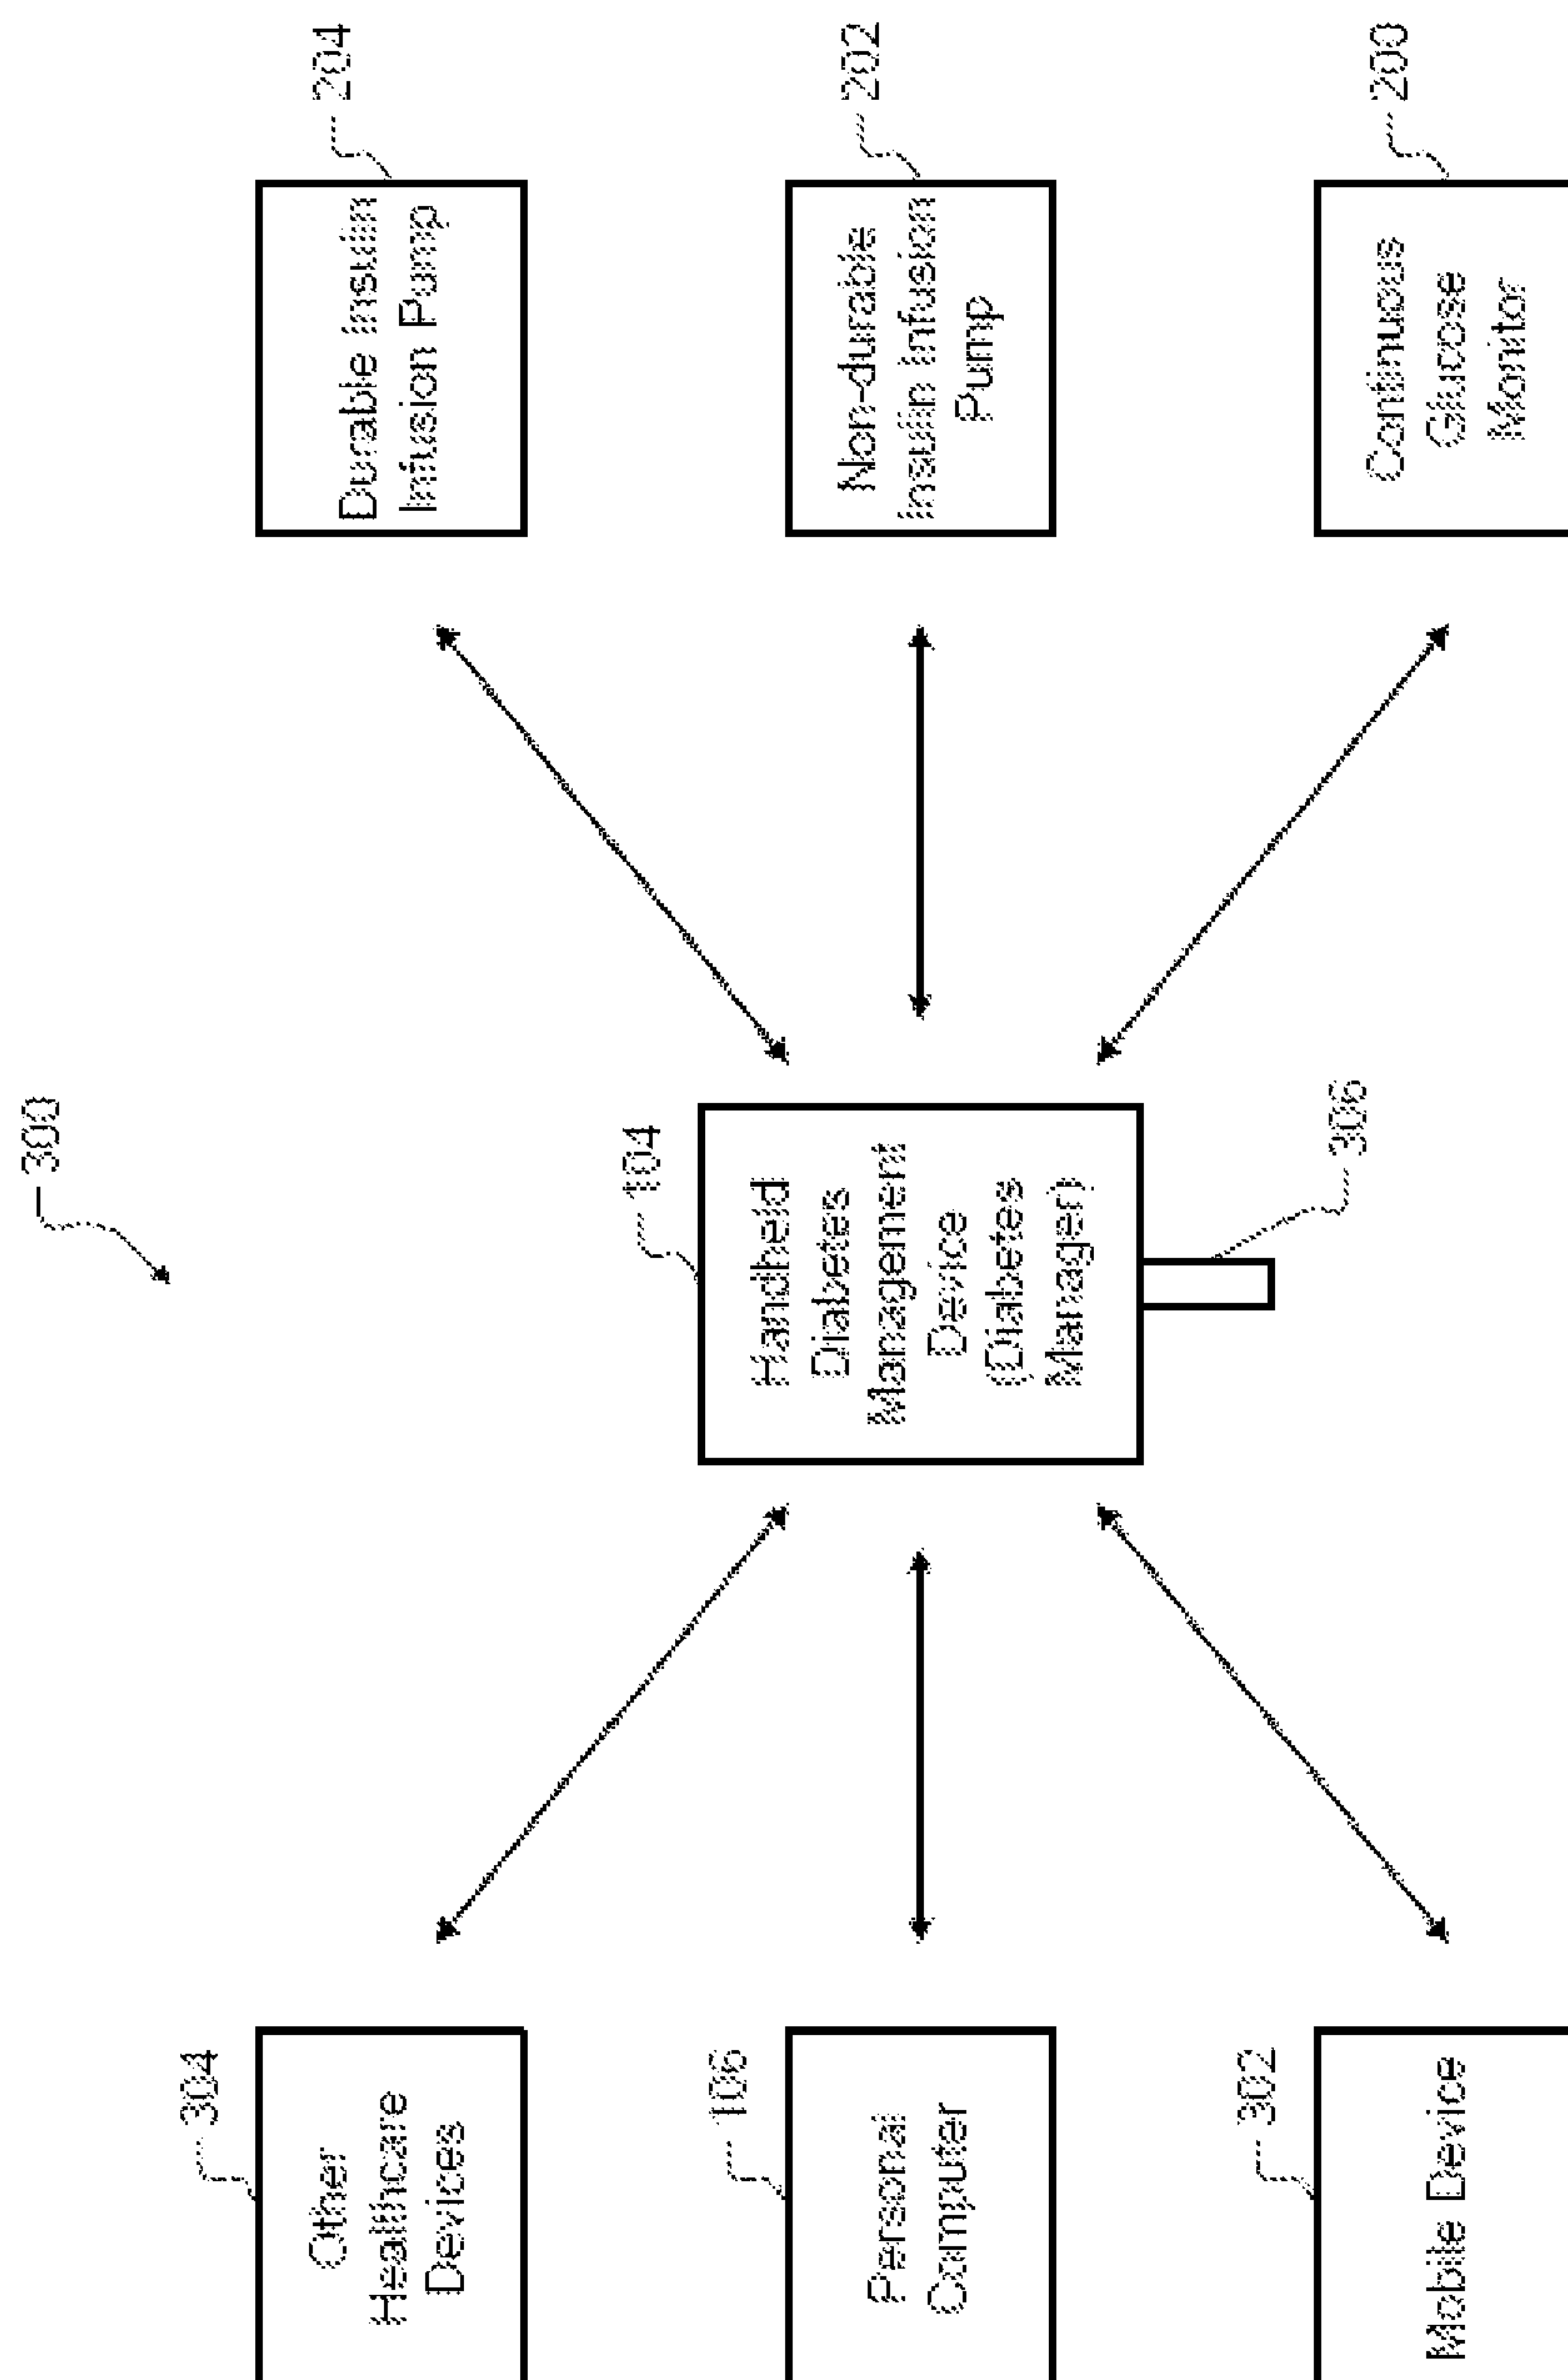 300
304
Other
Healthcare
Devices
204
Durable Insulin
Infusion Pump
104
Handheld
Diabetes
Management
Device
(Diabetes
Manager)
106
Personal
Computer
202
Non-durable
Insulin Infusion
Pump
306
302
Mobile Device
200
Continuous
Glucose
Monitor